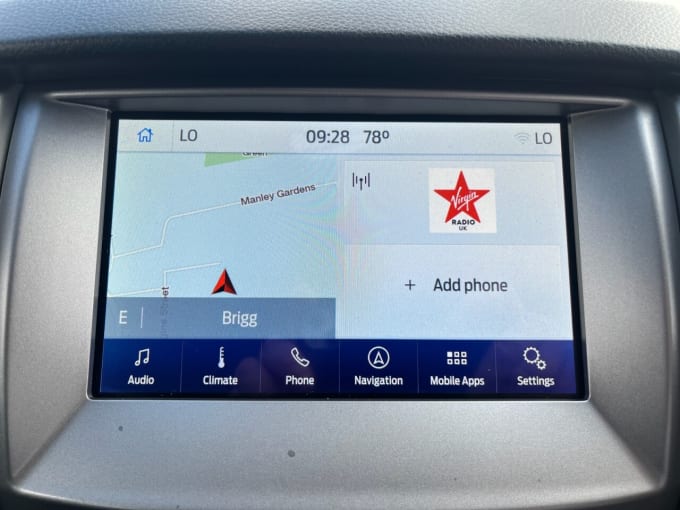 LO 09:28 78° LO
Green
Manley Gardens
Virgin
RADIO
UK
+ Add phone
E Brigg
Audio Climate Phone Navigation Mobile Apps Settings